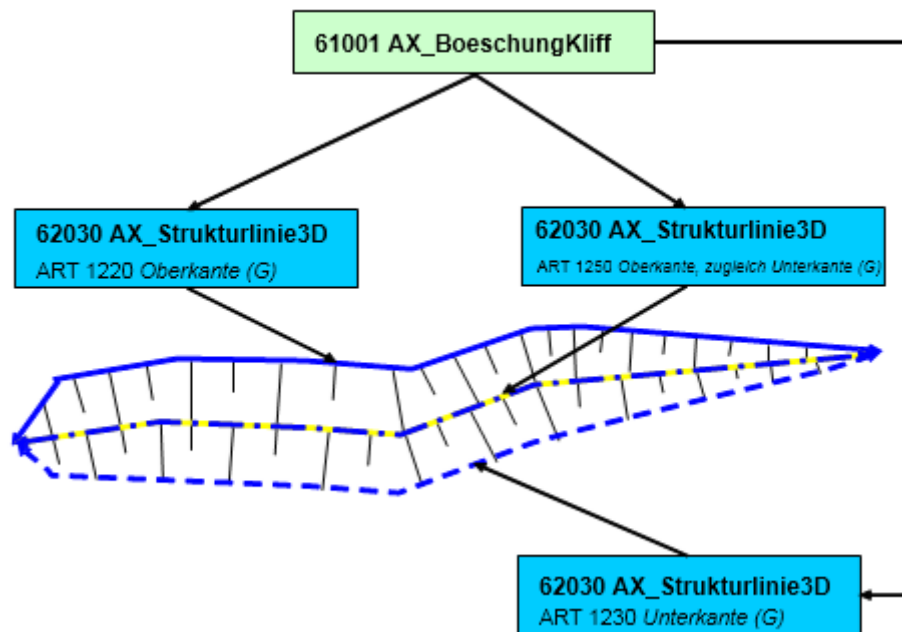 61001 AX_BoeschungKliff
62030 AX_Strukturlinie3D
ART 1220 Oberkante (G)
62030 AX_Strukturlinie3D
ART 1250 Oberkante, zugleich Unterkante (G)
62030 AX_Strukturlinie3D
ART 1230 Unterkante (G)